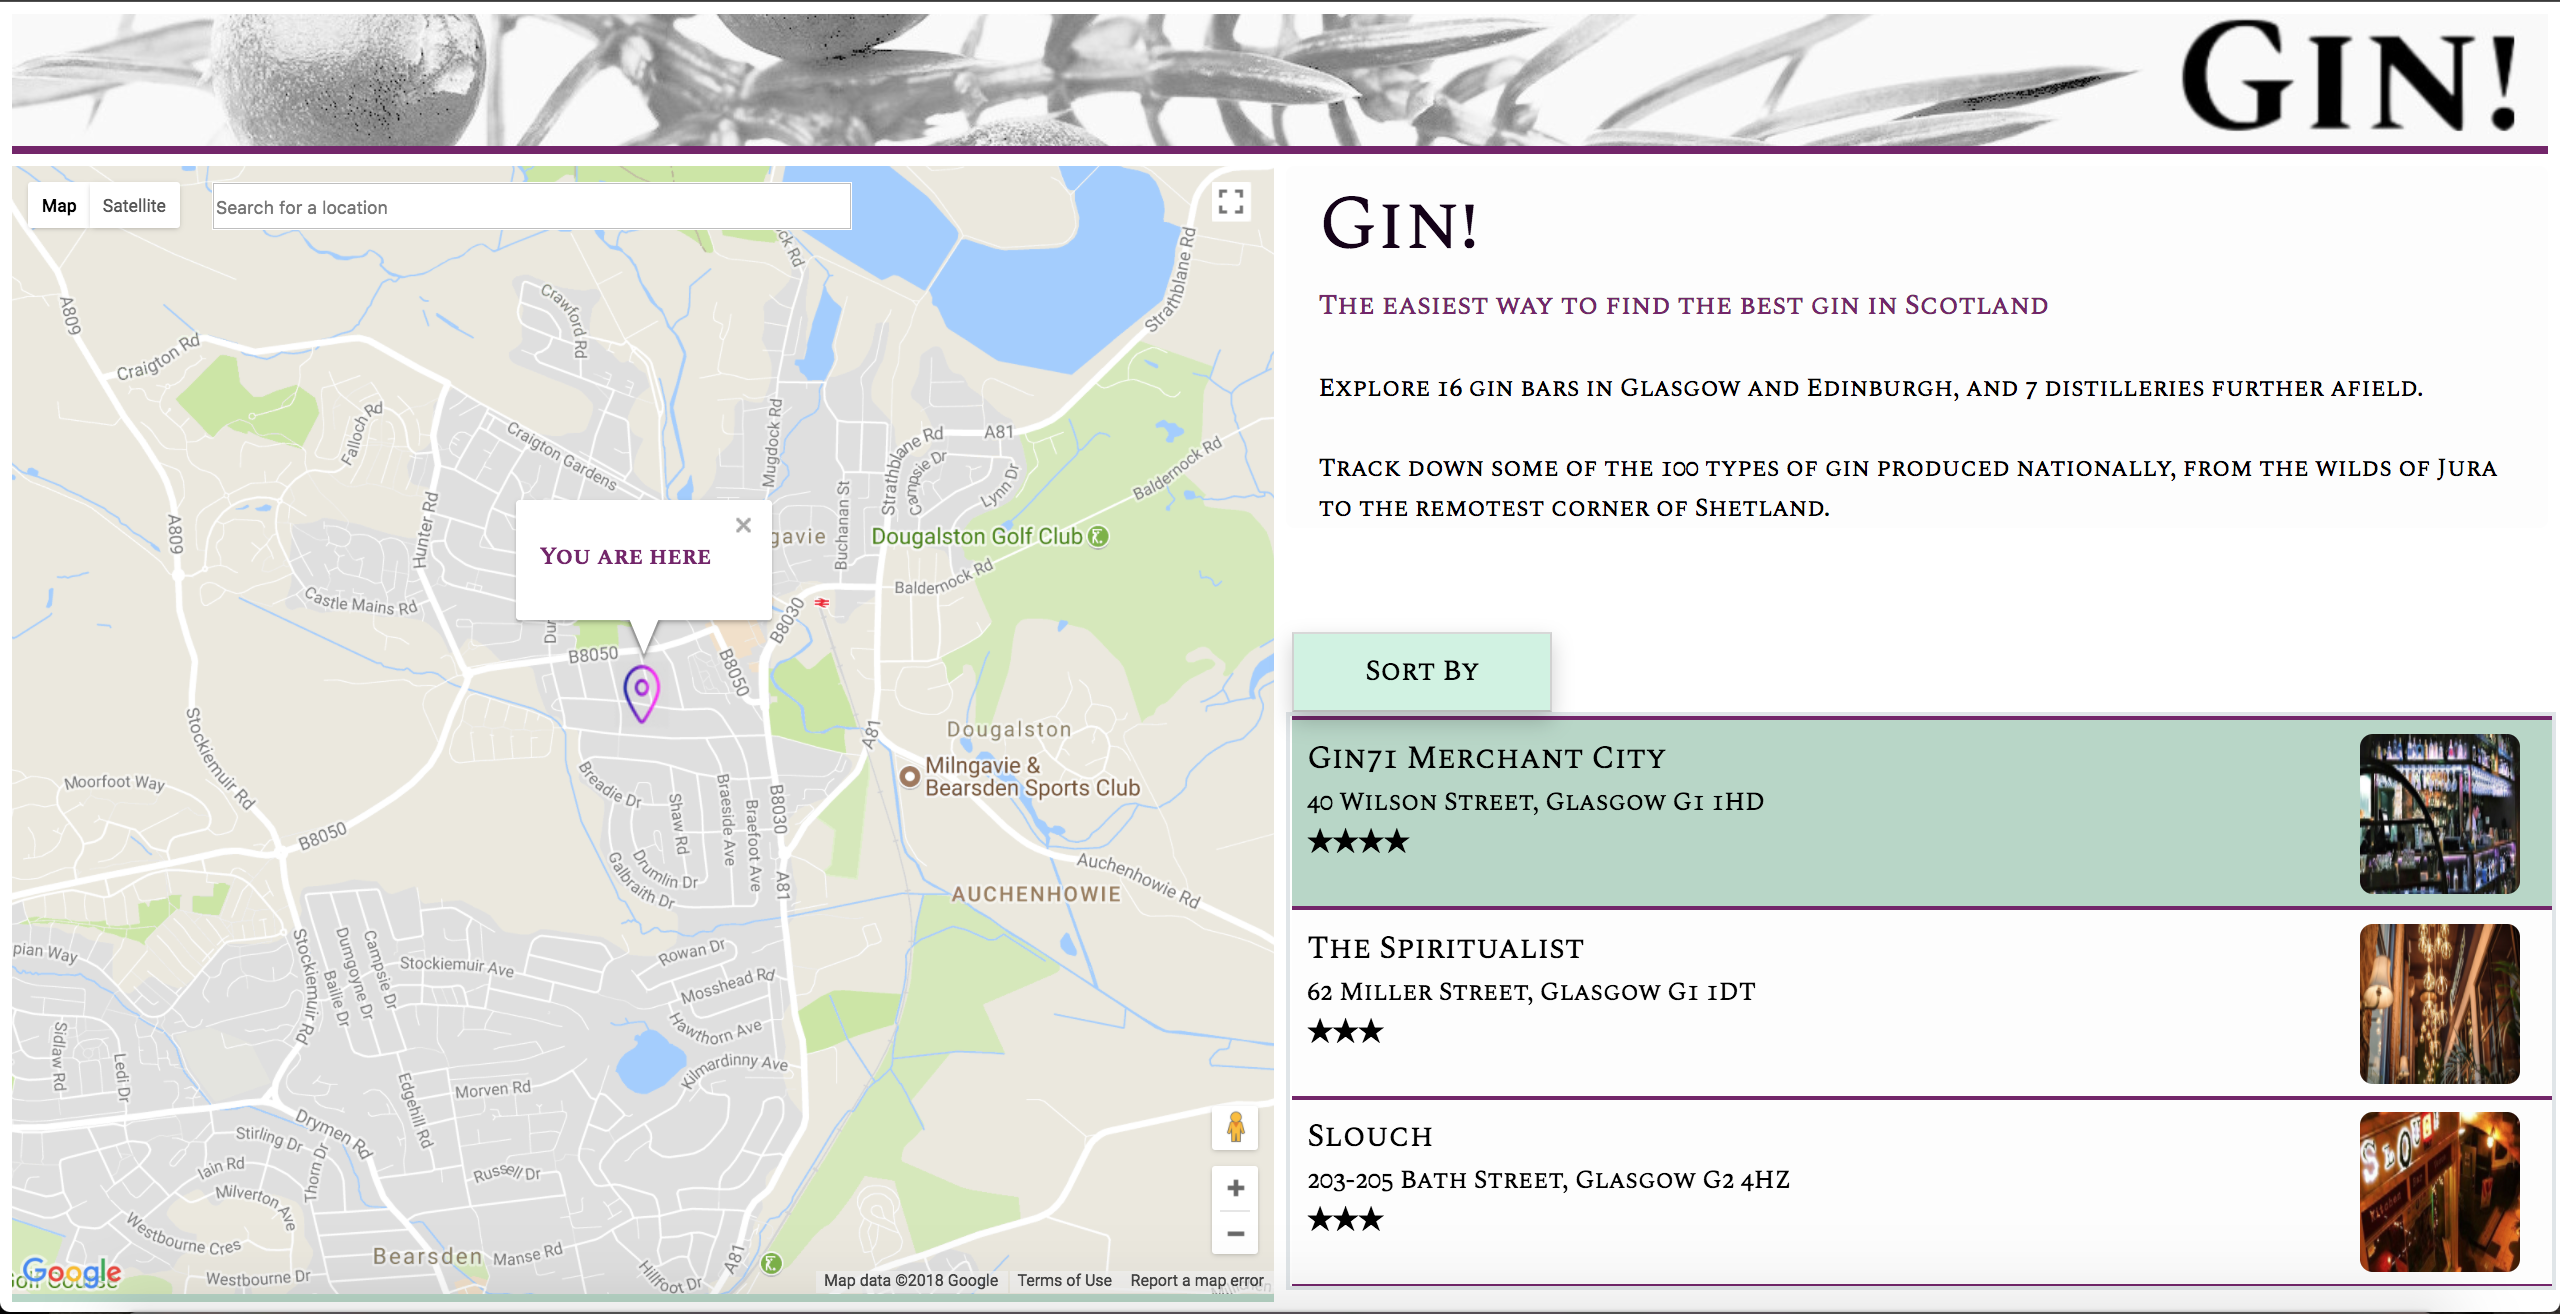 GIN!
Map Satellite Search for a location
ck Rd
Strathblane Rd
A809
Crawford Rd
Craigton Rd
Falloch Rd
Craigton Gardens
Mugdock Rd
Strathblane Rd
A81
Campsie Dr
Lynn Dr
Baldernock Rd
Hunter Rd
Buchanan St
A809
gavie
Dougalston Golf Club
YOU ARE HERE
Baldernock Rd
Castle Mains Rd
B8030
Du
B8050
B8050
Stockiemuir Rd
A81
Dougalston
Milngavie &
Bearsden Sports Club
Moorfoot Way
Breadie Dr
Shaw Rd
Braeside Ave
Braefoot Ave
B8030
B8050
Drumlin Dr
Galbraith Dr
A81
Auchenhowie Rd
AUCHENHOWIE
pian Way
Stockiemuir Rd
Dungoyne Dr
Campsie Dr
Bailie Dr
Stockiemuir Ave
Rowan Dr
Mosshead Rd
Hawthorn Ave
Kilmardinny Ave
Sidlaw Rd
Ledi Dr
Edgehill Rd
Morven Rd
Drymen Rd
Stirling Dr
Iain Rd
Thorn Dr
Russell Dr
Milverton Ave
Westbourne Cres
Bearsden
Manse Rd
Westbourne Dr
Hillfoot Dr
A81
Google
Map data ©2018 Google Terms of Use Report a map error
GIN!
THE EASIEST WAY TO FIND THE BEST GIN IN SCOTLAND
EXPLORE 16 GIN BARS IN GLASGOW AND EDINBURGH, AND 7 DISTILLERIES FURTHER AFIELD.
TRACK DOWN SOME OF THE 100 TYPES OF GIN PRODUCED NATIONALLY, FROM THE WILDS OF JURA
TO THE REMOTEST CORNER OF SHETLAND.
SORT BY
GIN71 MERCHANT CITY
40 WILSON STREET, GLASGOW G1 1HD
★★★★
THE SPIRITUALIST
62 MILLER STREET, GLASGOW G1 1DT
★★★
SLOUCH
203-205 BATH STREET, GLASGOW G2 4HZ
★★★
SLOUCH